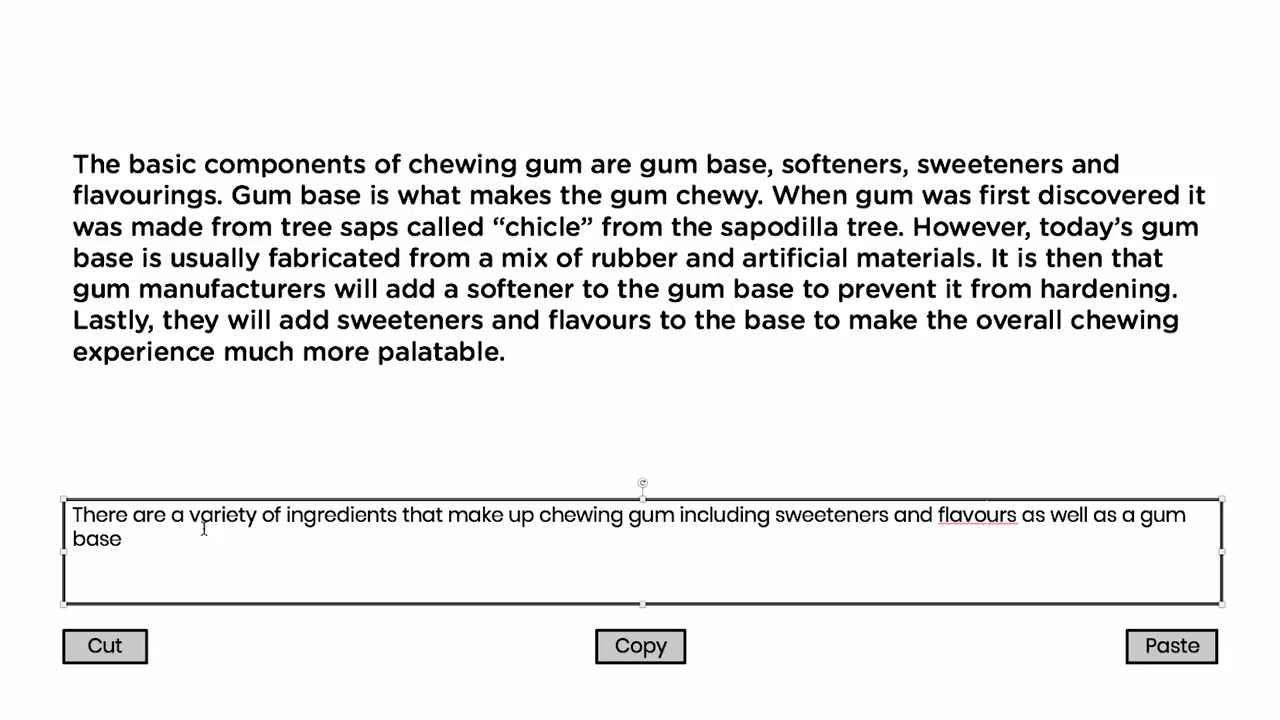 The basic components of chewing gum are gum base, softeners, sweeteners and
flavourings. Gum base is what makes the gum chewy. When gum was first discovered it
was made from tree saps called “chicle” from the sapodilla tree. However, today’s gum
base is usually fabricated from a mix of rubber and artificial materials. It is then that
gum manufacturers will add a softener to the gum base to prevent it from hardening.
Lastly, they will add sweeteners and flavours to the base to make the overall chewing
experience much more palatable.
There are a variety of ingredients that make up chewing gum including sweeteners and flavours as well as a gum
base
Cut
Copy
Paste